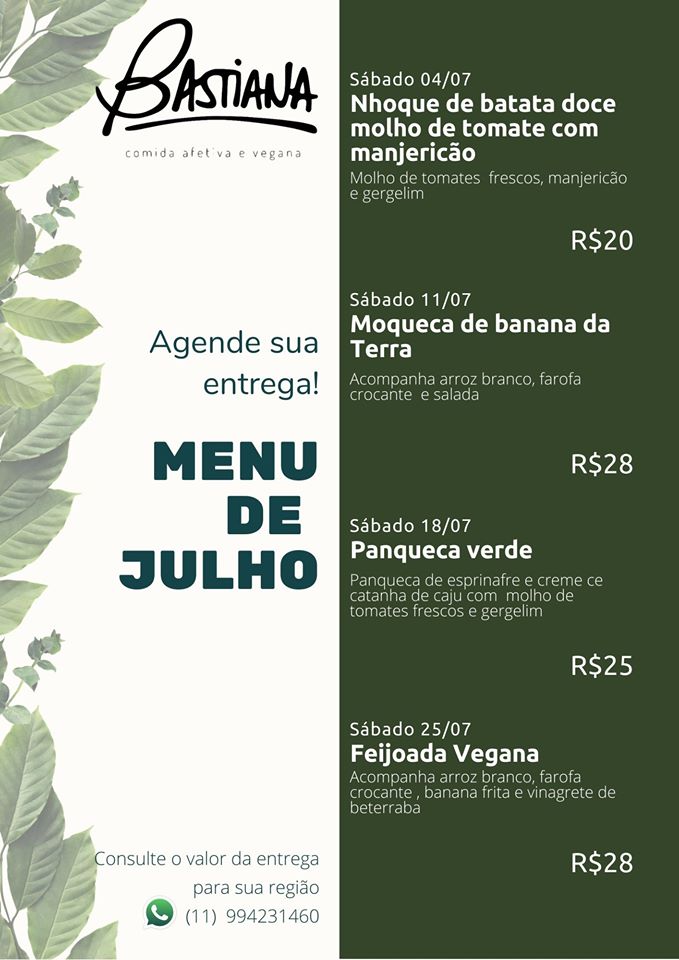 BASTIANA
comida afetiva e vegana
Agende sua
entrega!
MENU
DE
JULHO
Consulte o valor da entrega
para sua região
(11) 994231460
Sábado 04/07
Nhoque de batata doce
molho de tomate com
manjericão
Molho de tomates frescos, manjericão
e gergelim
R$20
Sábado 11/07
Moqueca de banana da
Terra
Acompanha arroz branco, farofa
crocante e salada
R$28
Sábado 18/07
Panqueca verde
Panqueca de esprinafre e creme ce
catanha de caju com molho de
tomates frescos e gergelim
R$25
Sábado 25/07
Feijoada Vegana
Acompanha arroz branco, farofa
crocante , banana frita e vinagrete de
beterraba
R$28